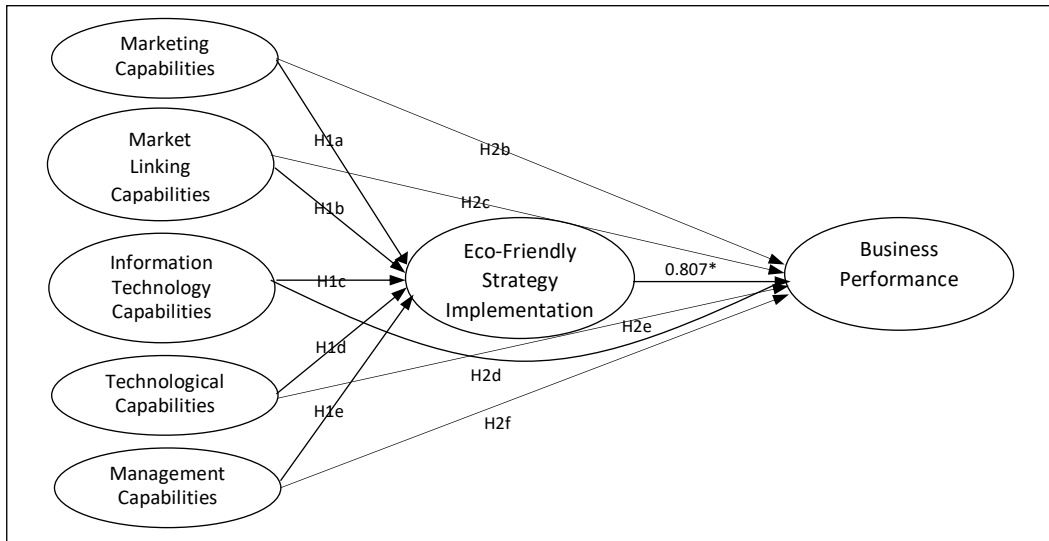 Marketing
Capabilities
H1a
H2b
Market
Linking
Capabilities
H1b
H2c
Information
Technology
Capabilities
H1c
Eco-Friendly
Strategy
Implementation
0.807*
Business
Performance
H1d
H2e
H2d
Technological
Capabilities
H1e
H2f
Management
Capabilities